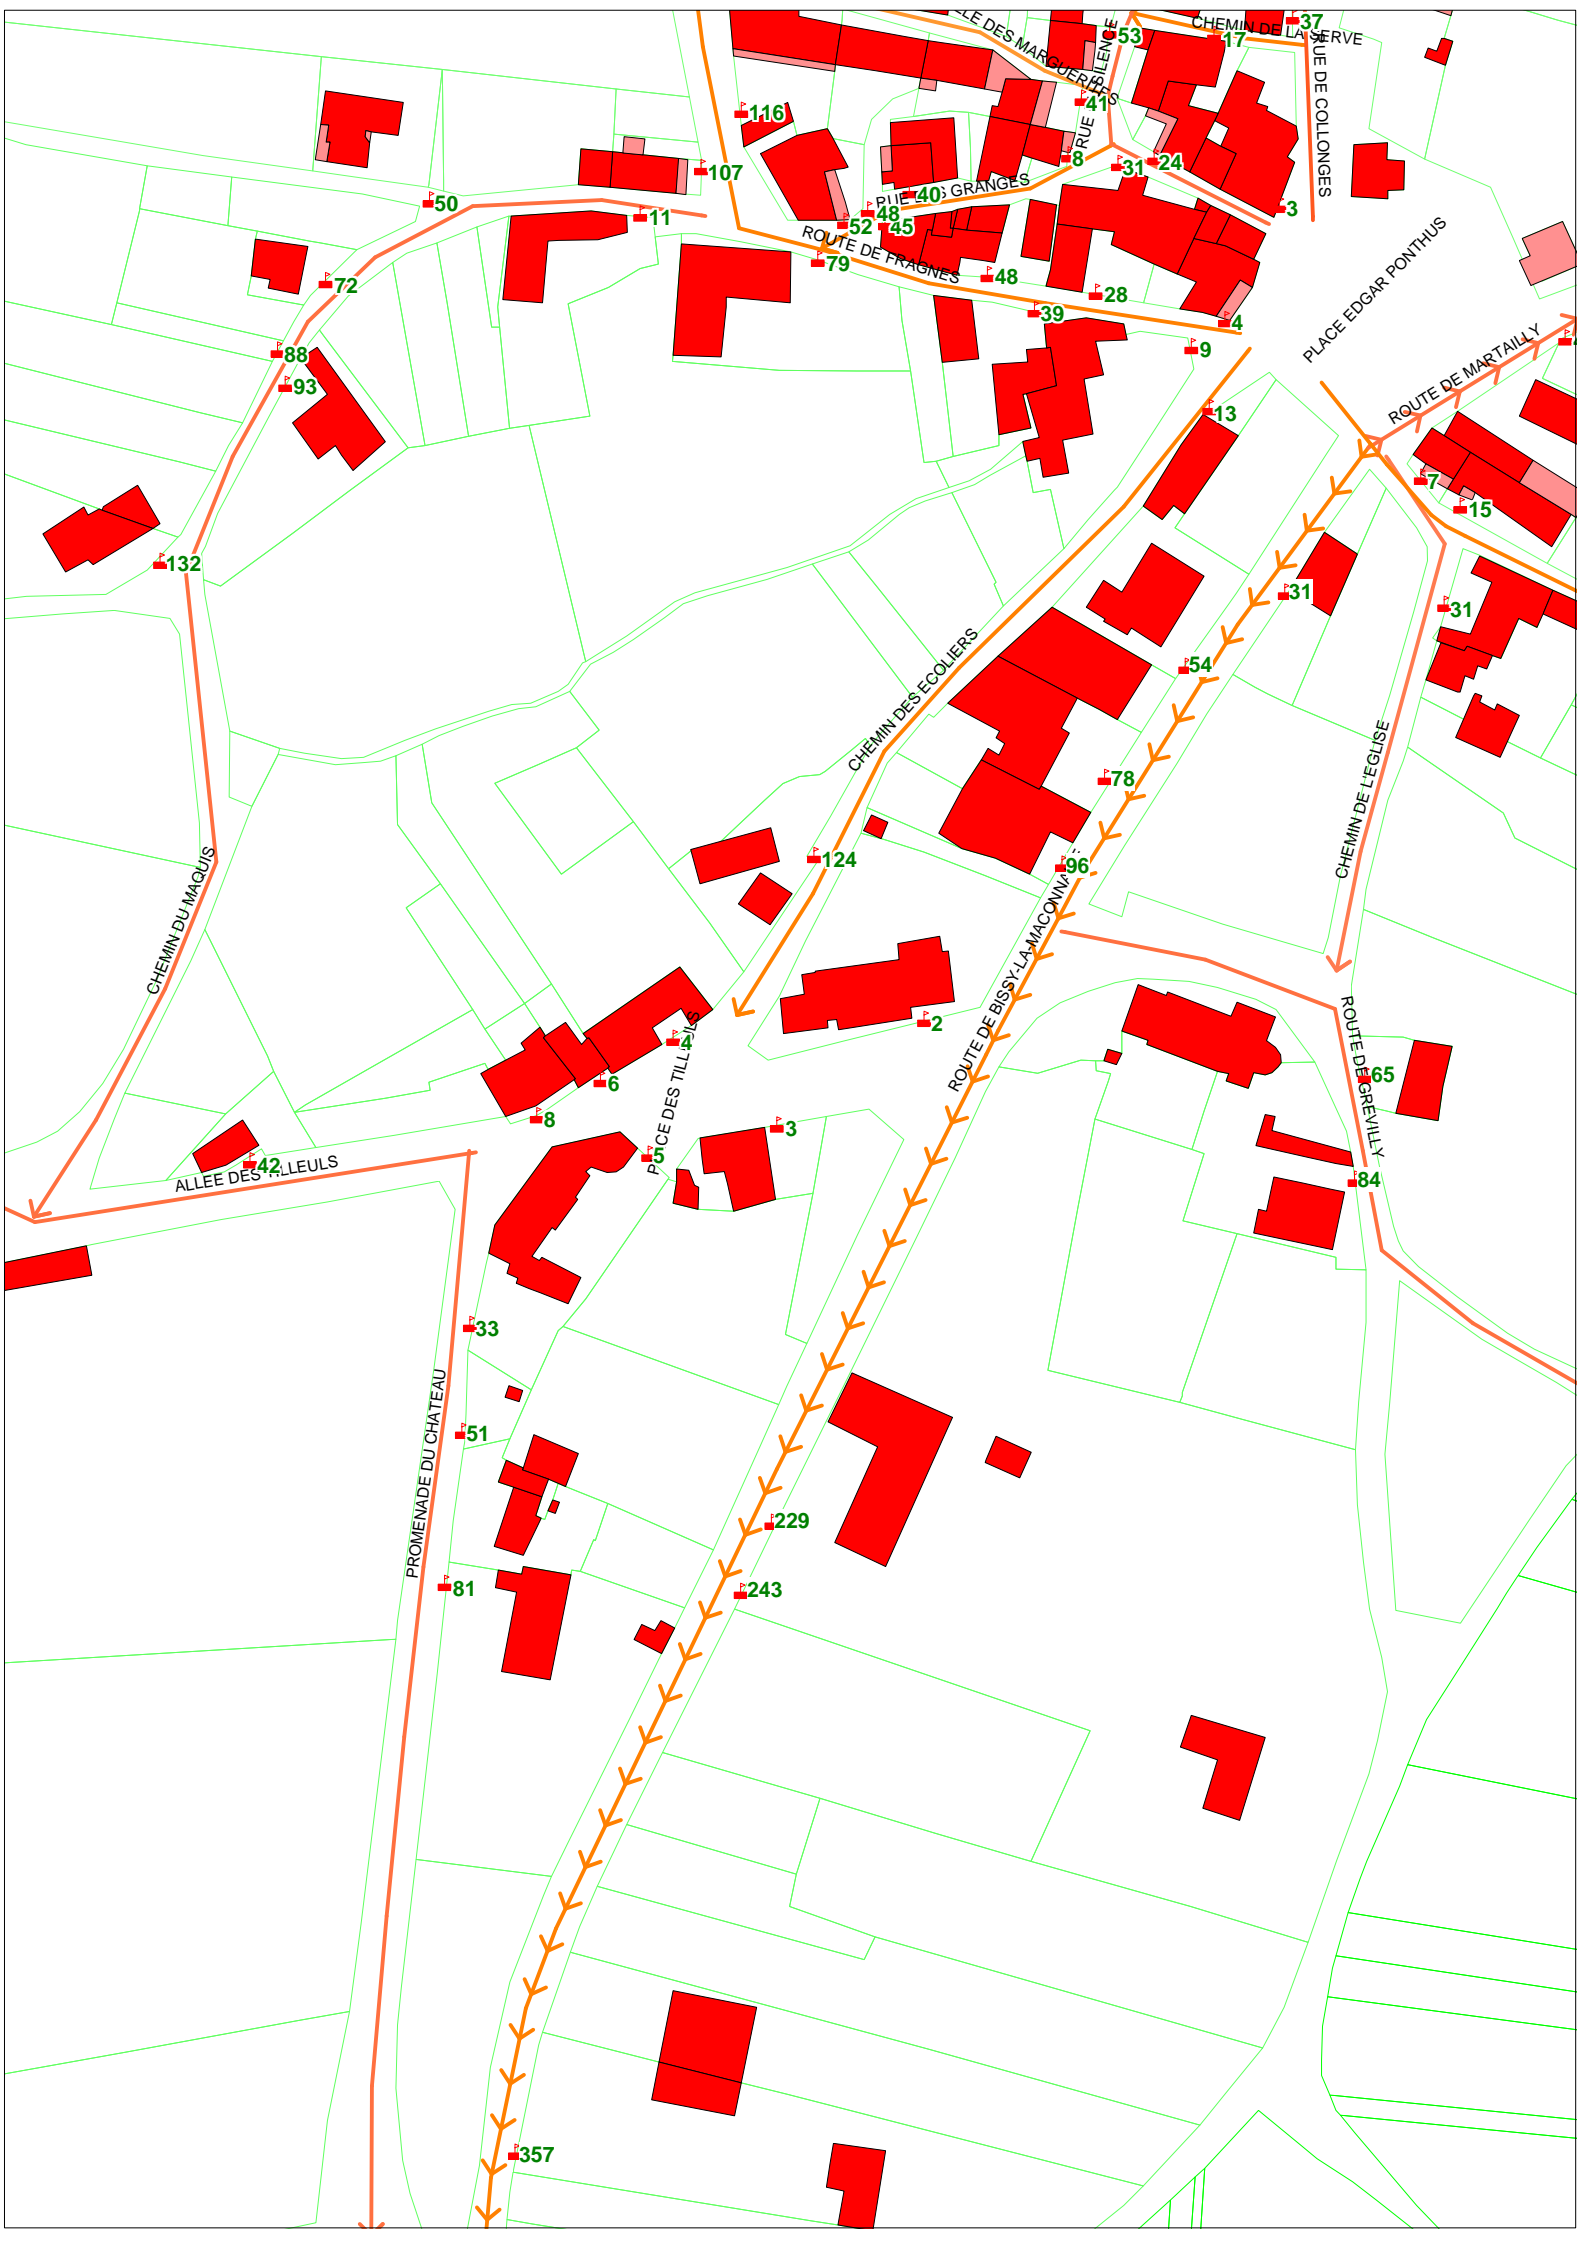 37
53
CHEMIN DE LA SERVE
17
RUE DE COLLONGES
DES MARGUERITES
41
RUE
SILENCE
116
8
31
24
107
40
RUE DES GRANGES
50
11
48
52
45
3
79
ROUTE DE FRAGNES
PLACE EDGAR PONTHUS
72
48
28
39
4
88
9
ROUTE DE MARTAILLY
93
13
7
15
132
31
31
54
CHEMIN DES ECOLIERS
78
CHEMIN DE L'EGLISE
124
96
CHEMIN DU MAQUIS
ROUTE DE BISSY-LA-MACONNAISE
2
4
ROUTE DE GREVILLY
65
6
PLACE DES TILLEULS
8
3
5
42
ALLEE DES TILLEULS
84
33
PROMENADE DU CHATEAU
51
229
81
243
357